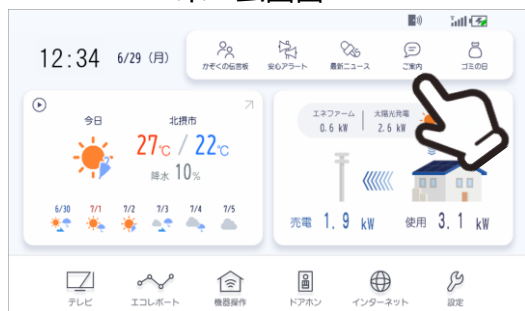 12:34 6/29 (月)
かぞくの伝言板 安心アラート 最新ニュース ご案内 ゴミの日
今日 北摂市
27℃ / 22℃
降水 10%
6/30 7/1 7/2 7/3 7/4 7/5
エネファーム 太陽光発電
0.6 kW 2.6 kW
売電 1.9 kW 使用 3.1 kW
テレビ エコレポート 機器操作 ドアホン インターネット 設定